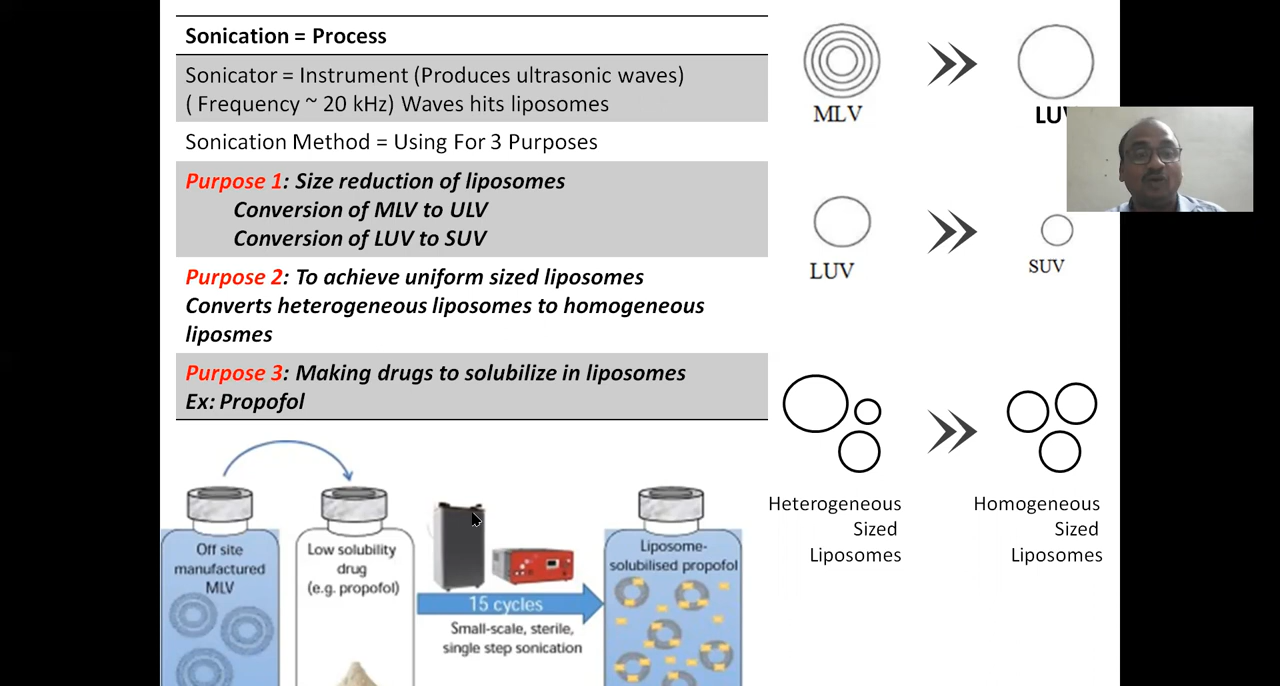 Sonication = Process
Sonicator = Instrument (Produces ultrasonic waves)
( Frequency ~ 20 kHz) Waves hits liposomes
Sonication Method = Using For 3 Purposes
Purpose 1: Size reduction of liposomes
Conversion of MLV to ULV
Conversion of LUV to SUV
Purpose 2: To achieve uniform sized liposomes
Converts heterogeneous liposomes to homogeneous
liposmes
Purpose 3: Making drugs to solubilize in liposomes
Ex: Propofol
MLV
LUV
LUV
SUV
Heterogeneous
Sized
Liposomes
Homogeneous
Sized
Liposomes
Off site
manufactured
MLV
Low solubility
drug
(e.g. propofol)
15 cycles
Small-scale, sterile,
single step sonication
Liposome-
solubilised propofol